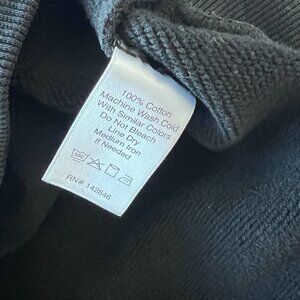 100% Cotton
Machine Wash Cold
With Similar Colors
Do Not Bleach
Line Dry
Medium Iron
If Needed
RN# 142846